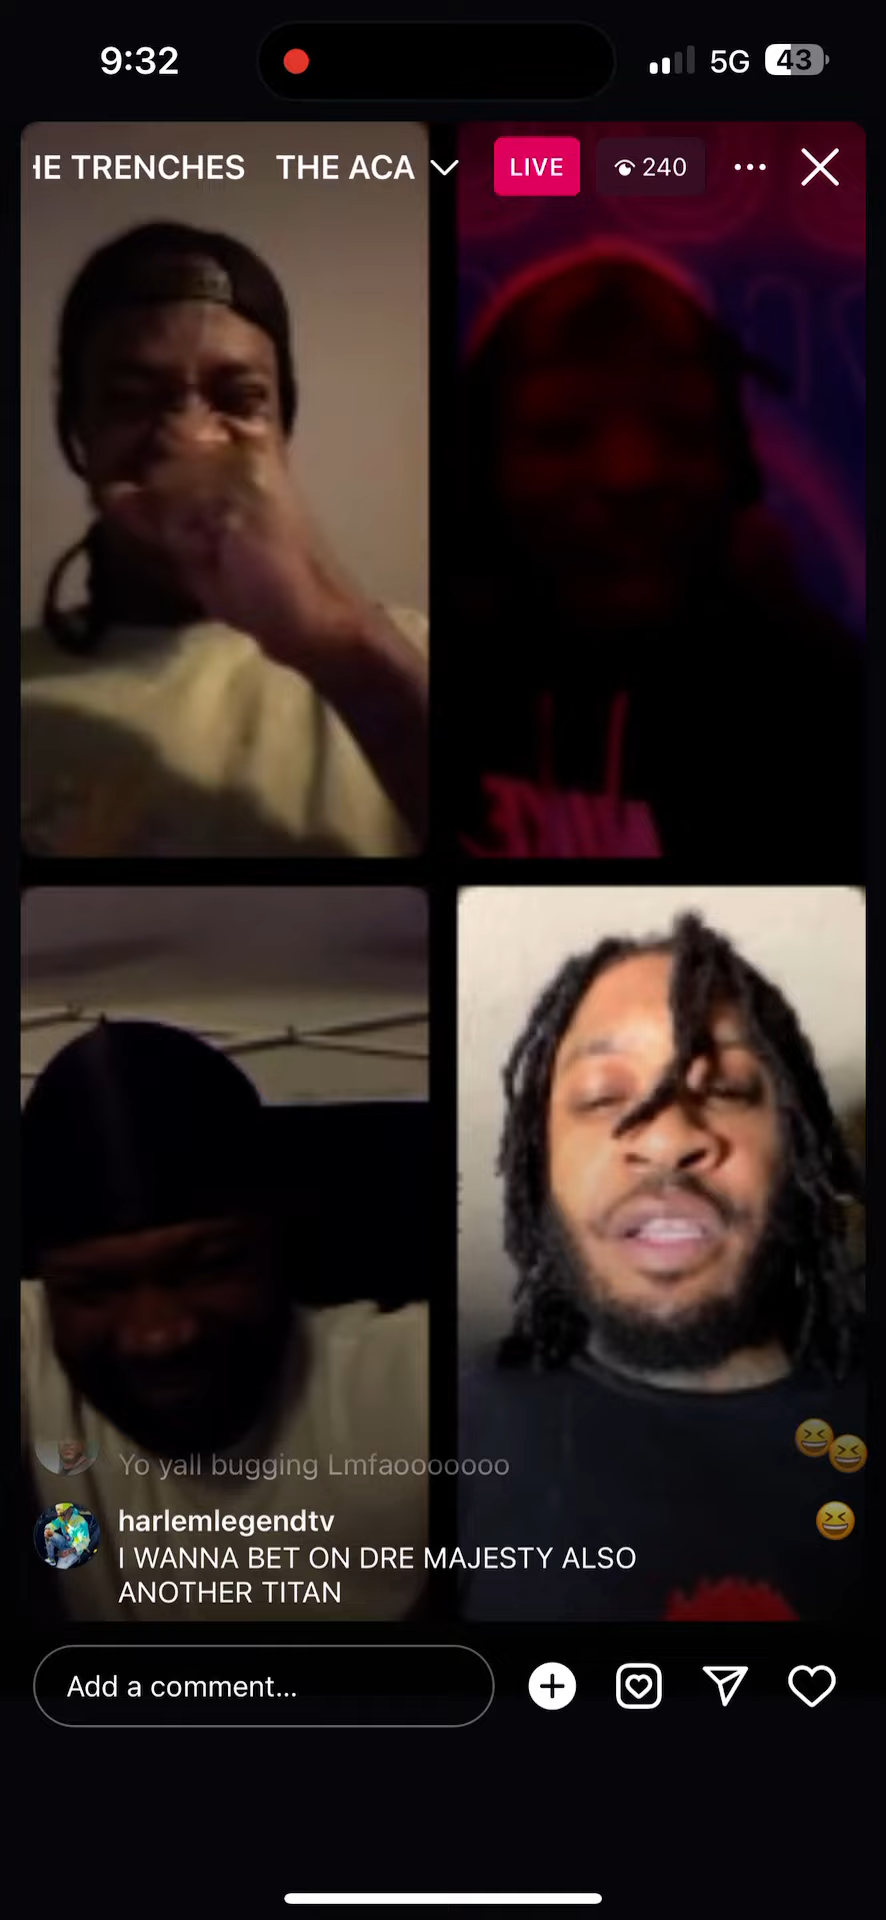 9:32
5G
43
HE TRENCHES THE ACA
LIVE
240
Yo yall bugging Lmfaooooooo
harlemlegendtv
I WANNA BET ON DRE MAJESTY ALSO
ANOTHER TITAN
Add a comment...